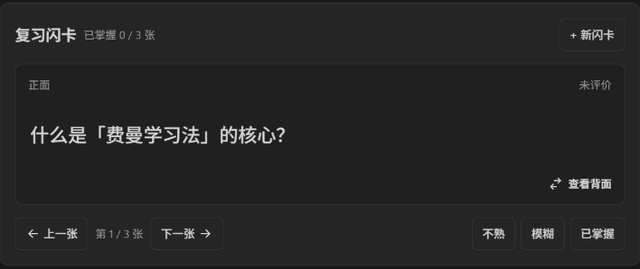 复习闪卡 已掌握 0 / 3 张 + 新闪卡
正面 未评价
什么是「费曼学习法」的核心？
查看背面
← 上一张 第 1 / 3 张 下一张 → 不熟 模糊 已掌握